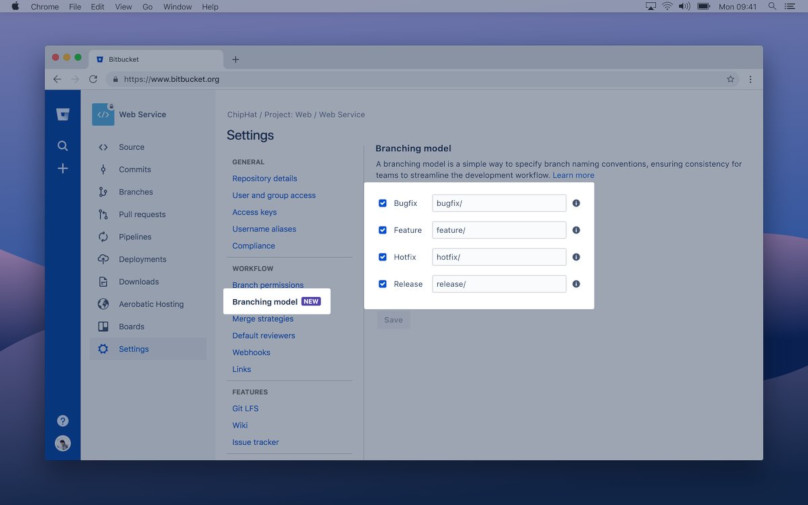 Chrome File Edit View Go Window Help Mon 09:41
Bitbucket
https://www.bitbucket.org
Web Service
Source
Commits
Branches
Pull requests
Pipelines
Deployments
Downloads
Aerobatic Hosting
Boards
Settings
ChipHat / Project: Web / Web Service
Settings
GENERAL
Repository details
User and group access
Access keys
Username aliases
Compliance
WORKFLOW
Branch permissions
Branching model NEW
Merge strategies
Default reviewers
Webhooks
Links
FEATURES
Git LFS
Wiki
Issue tracker
Branching model
A branching model is a simple way to specify branch naming conventions, ensuring consistency for
teams to streamline the development workflow. Learn more
Bugfix bugfix/
Feature feature/
Hotfix hotfix/
Release release/
Save